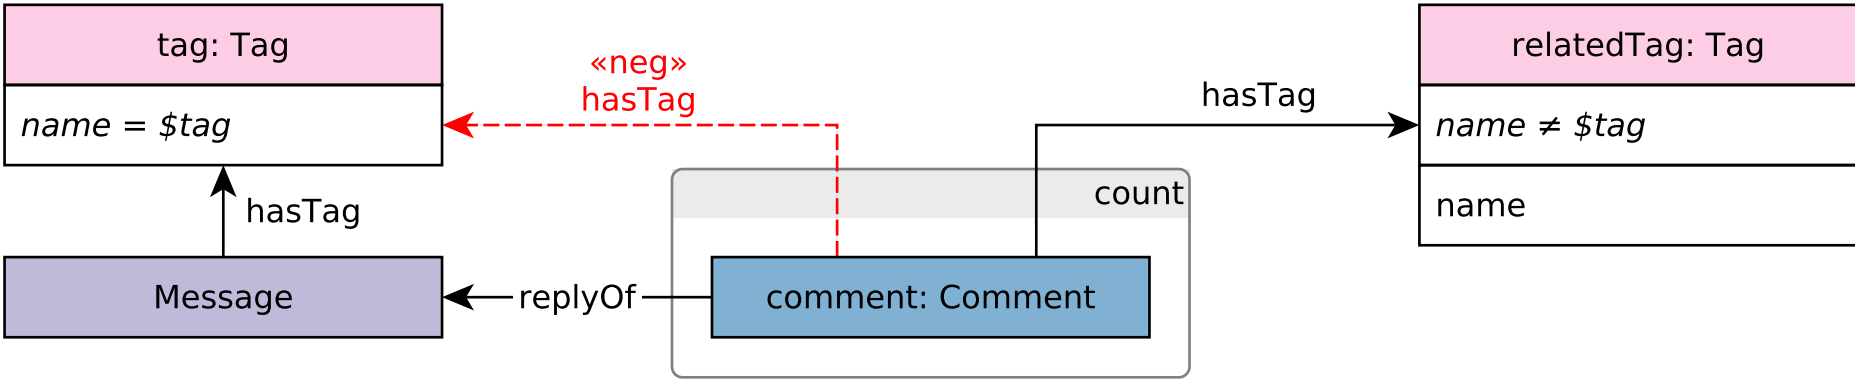 tag: Tag
name = $tag
hasTag
Message
«neg»
hasTag
replyOf
count
comment: Comment
hasTag
relatedTag: Tag
name ≠ $tag
name